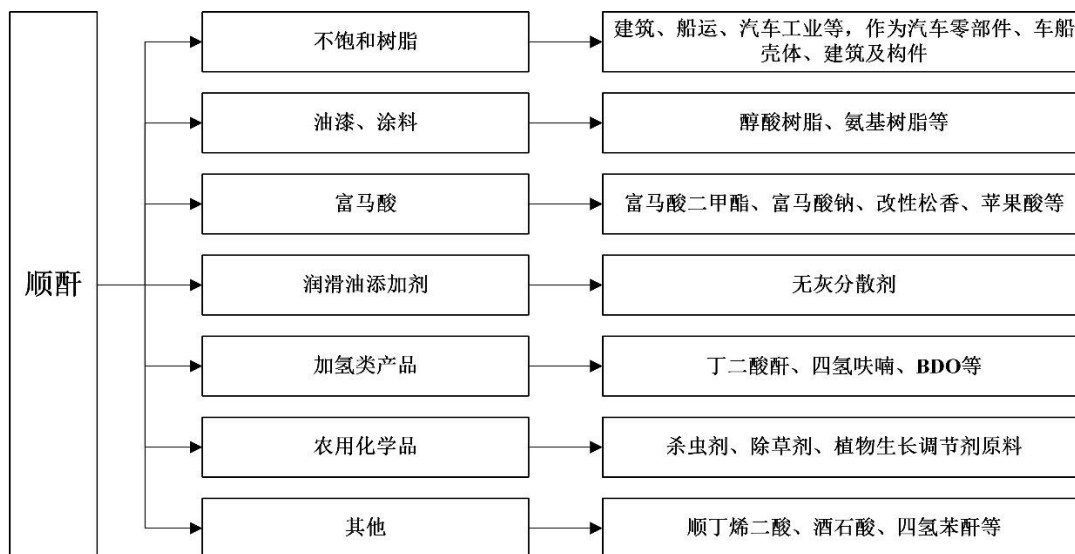 顺酐
不饱和树脂
建筑、船运、汽车工业等，作为汽车零部件、车船
壳体、建筑及构件
油漆、涂料
醇酸树脂、氨基树脂等
富马酸
富马酸二甲酯、富马酸钠、改性松香、苹果酸等
润滑油添加剂
无灰分散剂
加氢类产品
丁二酸酐、四氢呋喃、BDO等
农用化学品
杀虫剂、除草剂、植物生长调节剂原料
其他
顺丁烯二酸、酒石酸、四氢苯酐等